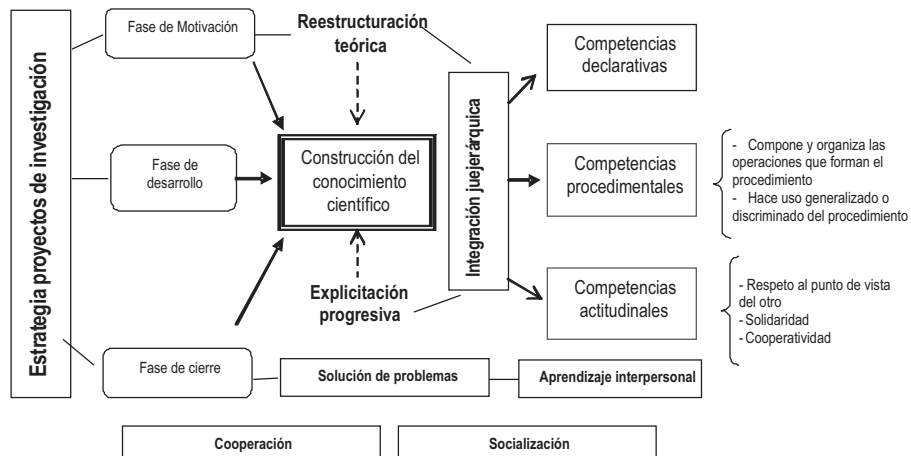 Estrategia proyectos de investigación
Fase de Motivación
Reestructuración
teórica
Fase de
desarrollo
Construcción del
conocimiento
científico
Explicitación
progresiva
Fase de cierre
Solución de problemas
Aprendizaje interpersonal
Integración juejerárquica
Competencias
declarativas
Competencias
procedimentales
- Compone y organiza las
operaciones que forman el
procedimiento
- Hace uso generalizado o
discriminado del procedimiento
Competencias
actitudinales
- Respeto al punto de vista
del otro
- Solidaridad
- Cooperatividad
Cooperación
Socialización